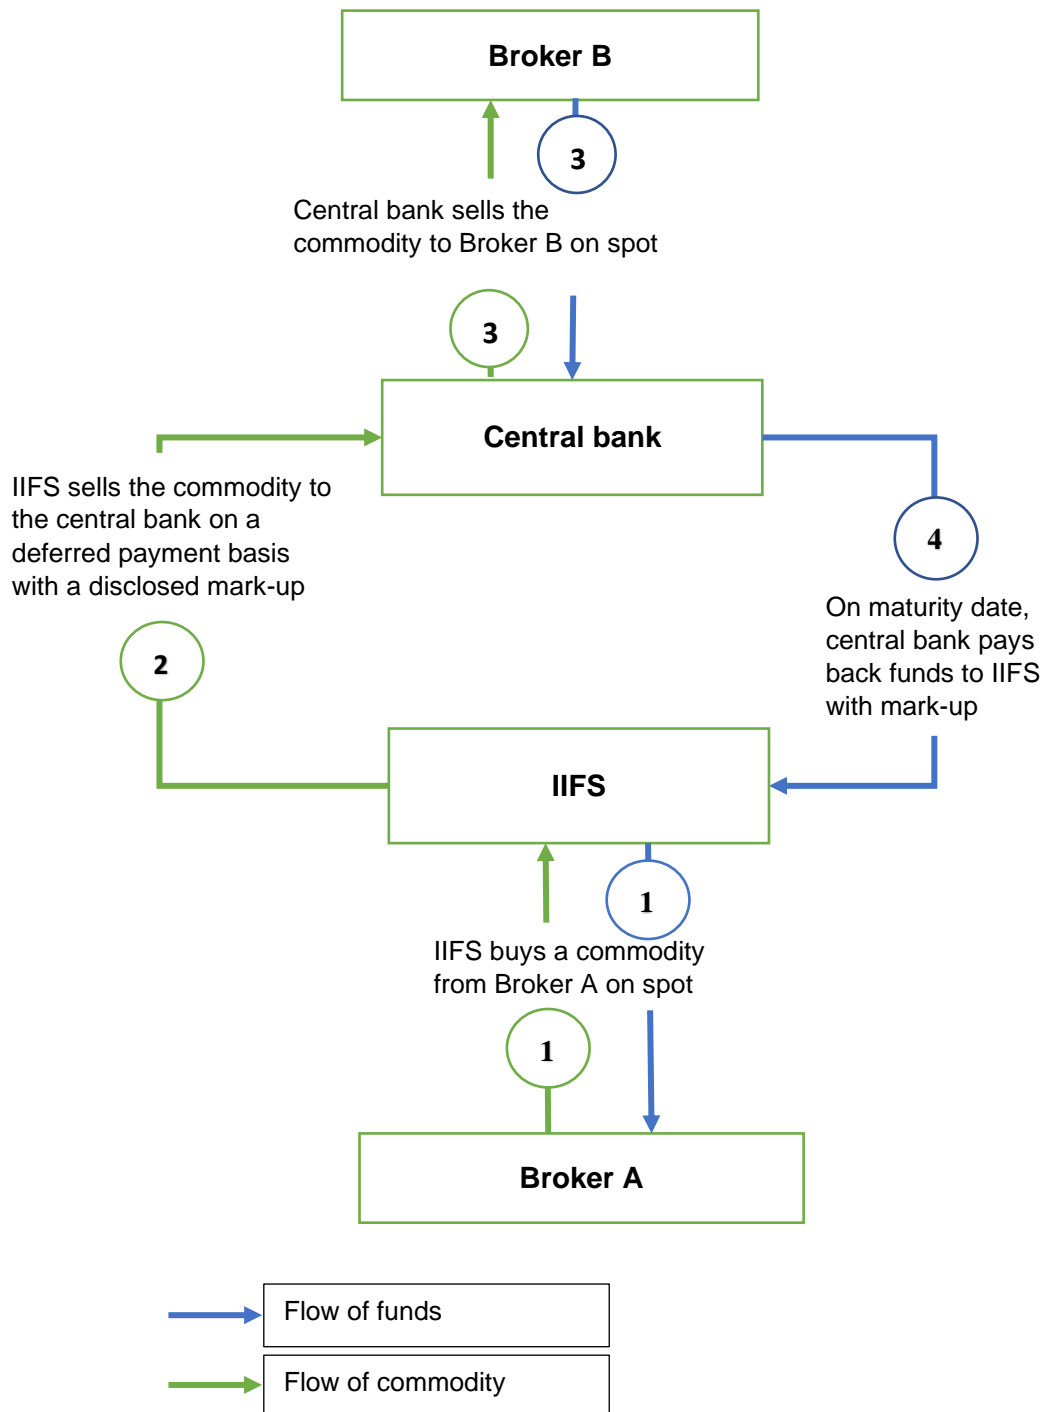 Broker B
3
Central bank sells the
commodity to Broker B on spot
3
Central bank
IIFS sells the commodity to
the central bank on a
deferred payment basis
with a disclosed mark-up
2
4
On maturity date,
central bank pays
back funds to IIFS
with mark-up
IIFS
1
IIFS buys a commodity
from Broker A on spot
1
Broker A
Flow of funds
Flow of commodity